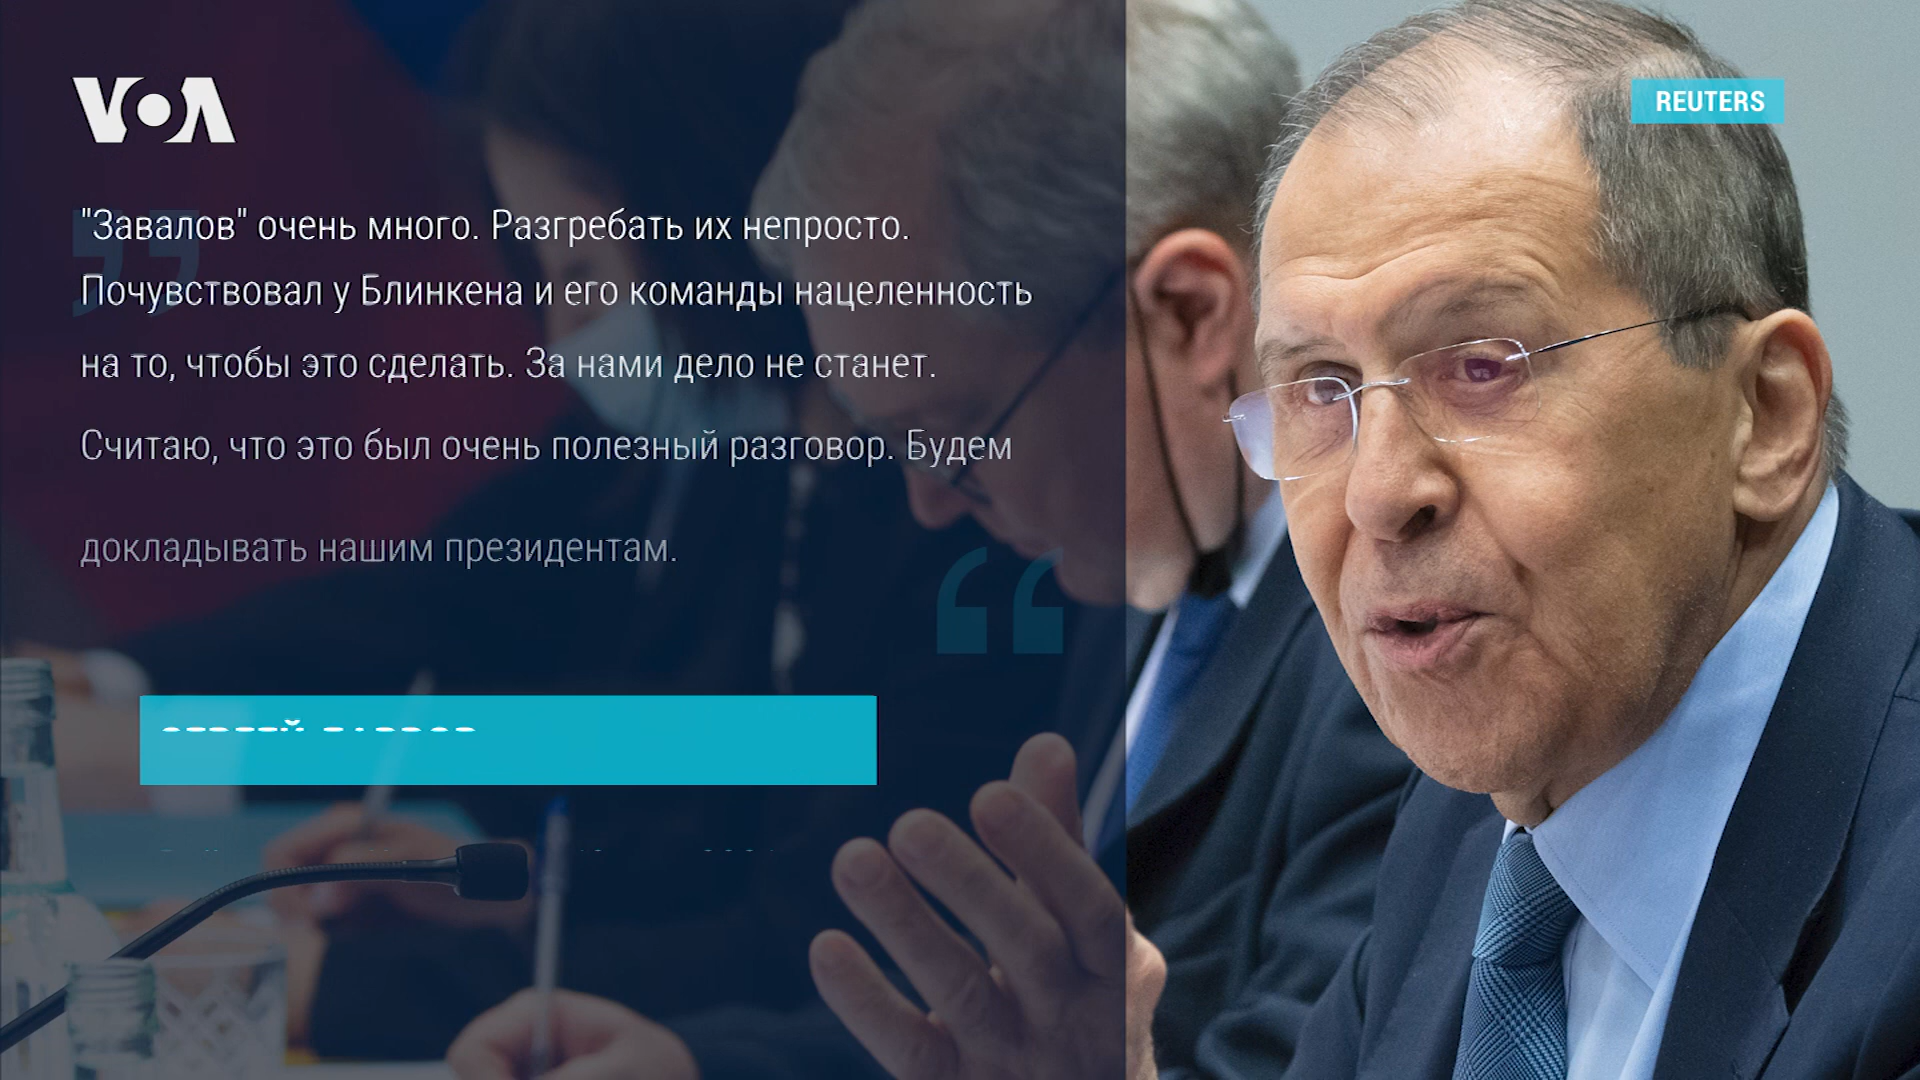 VOA
REUTERS
"Завалов" очень много. Разгребать их непросто.
Почувствовал у Блинкена и его команды нацеленность
на то, чтобы это сделать. За нами дело не станет.
Считаю, что это был очень полезный разговор. Будем
докладывать нашим президентам.